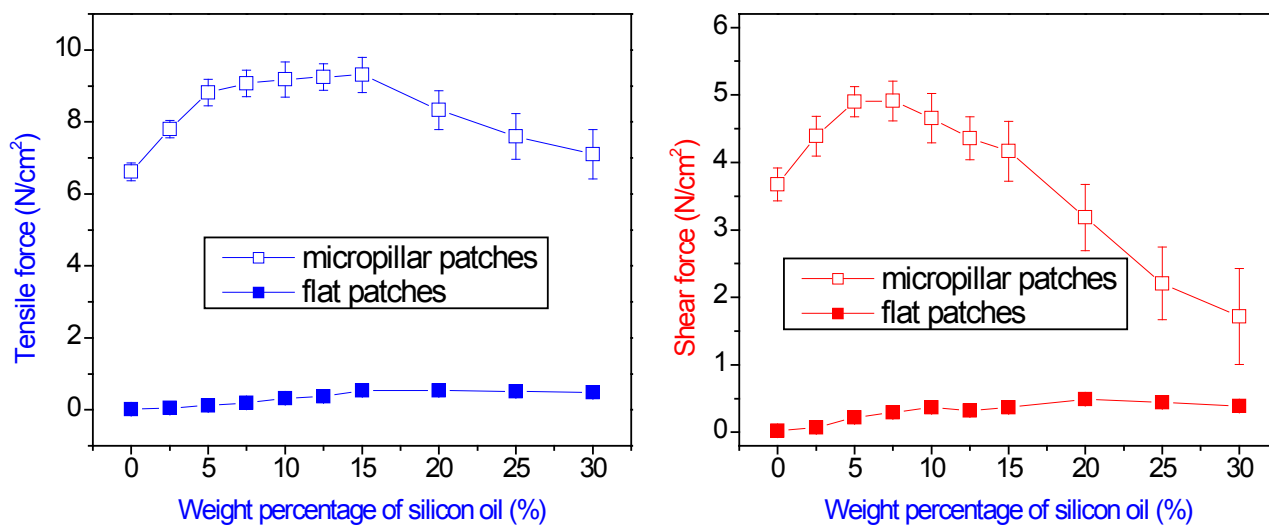 Tensile force (N/cm²)
10
8
6
4
2
0
micropillar patches
flat patches
0 5 10 15 20 25 30
Weight percentage of silicon oil (%)
Shear force (N/cm²)
6
5
4
3
2
1
0
micropillar patches
flat patches
0 5 10 15 20 25 30
Weight percentage of silicon oil (%)